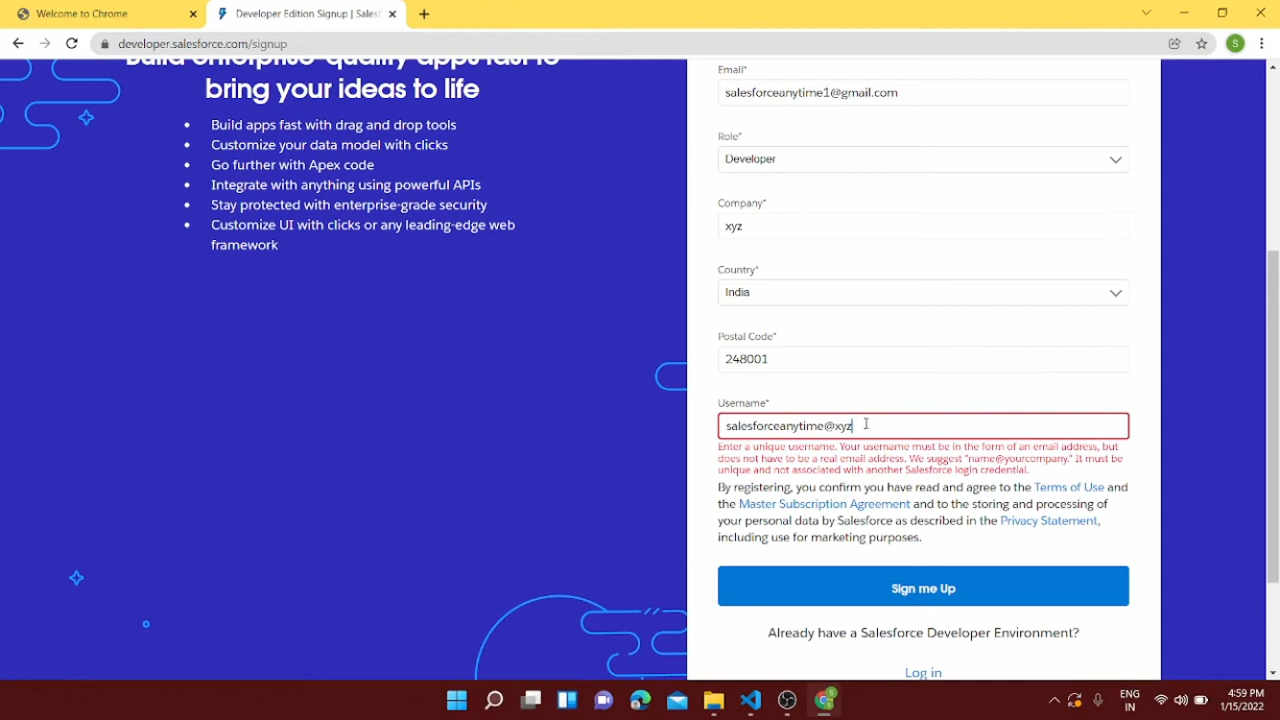 Welcome to Chrome
Developer Edition Signup | Sales
developer.salesforce.com/signup
S
Build enterprise-quality apps fast to
bring your ideas to life
Build apps fast with drag and drop tools
Customize your data model with clicks
Go further with Apex code
Integrate with anything using powerful APIs
Stay protected with enterprise-grade security
Customize UI with clicks or any leading-edge web
framework
Email*
salesforceanytime1@gmail.com
Role*
Developer
Company*
xyz
Country*
India
Postal Code*
248001
Username*
salesforceanytime@xyz
Enter a unique username. Your username must be in the form of an email address, but
does not have to be a real email address. We suggest "name@yourcompany." It must be
unique and not associated with another Salesforce login credential.
By registering, you confirm you have read and agree to the Terms of Use and
the Master Subscription Agreement and to the storing and processing of
your personal data by Salesforce as described in the Privacy Statement,
including use for marketing purposes.
Sign me Up
Already have a Salesforce Developer Environment?
Log in
ENG
IN
4:59 PM
1/15/2022